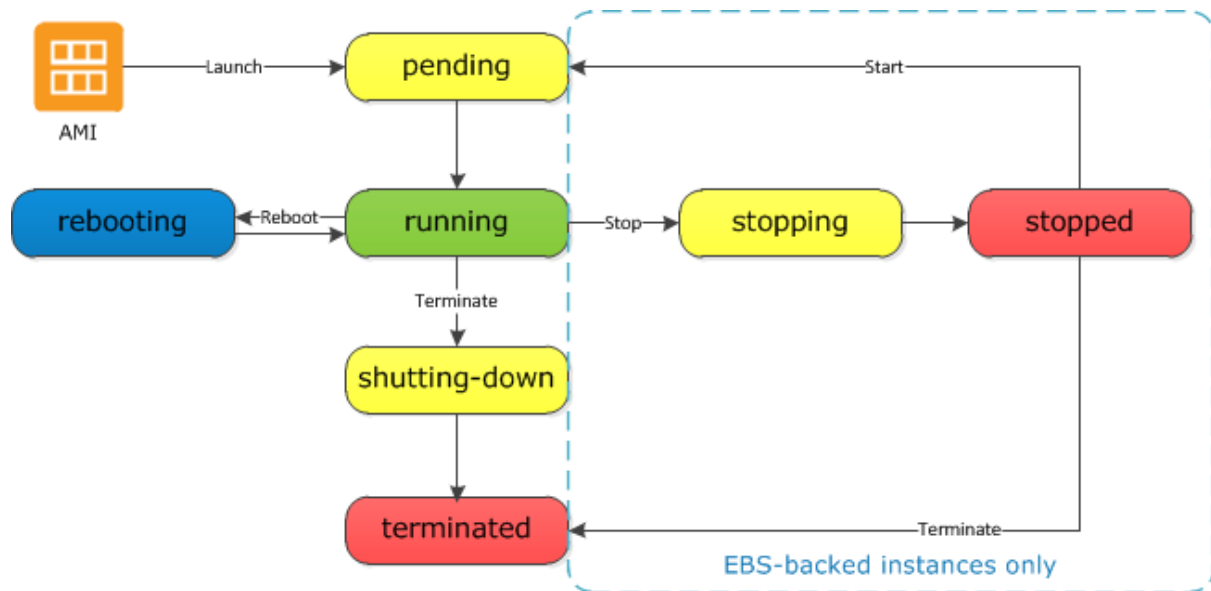 Launch
pending
Start
AMI
rebooting
Reboot
running
Stop
stopping
stopped
Terminate
shutting-down
terminated
Terminate
EBS-backed instances only